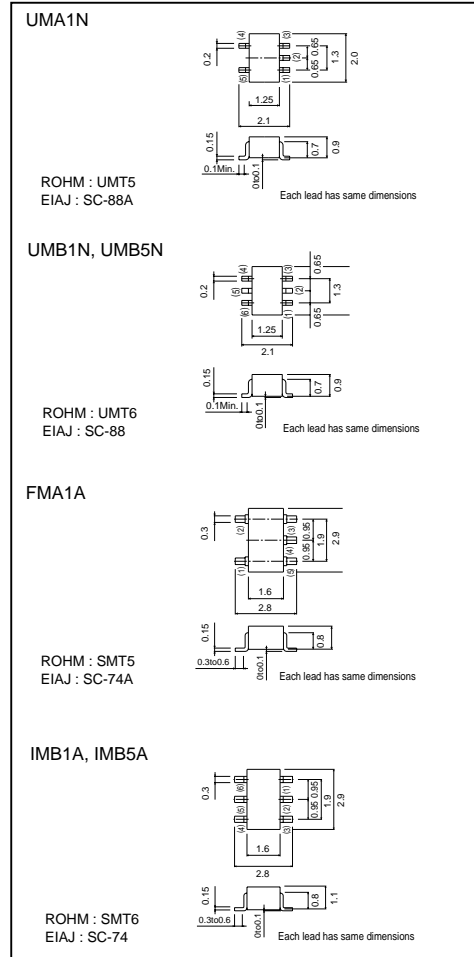 UMA1N
(4)
(3)
0.2
(2)
0.65
0.65
1.3
2.0
(5)
(1)
1.25
2.1
0.15
0.1Min.
0to0.1
0.7
0.9
ROHM : UMT5
EIAJ : SC-88A
Each lead has same dimensions
UMB1N, UMB5N
(4)
(3)
0.65
0.2
(5)
(2)
1.3
(6)
(1)
0.65
1.25
2.1
0.15
0.1Min.
0to0.1
0.7
0.9
ROHM : UMT6
EIAJ : SC-88
Each lead has same dimensions
FMA1A
0.3
(2)
(3)
0.95
0.95
1.9
2.9
(4)
(1)
(5)
1.6
2.8
0.15
0.3to0.6
0to0.1
0.8
ROHM : SMT5
EIAJ : SC-74A
Each lead has same dimensions
IMB1A, IMB5A
0.3
(6)
(1)
0.95
0.95
1.9
2.9
(5)
(2)
(4)
(3)
1.6
2.8
0.15
0.3to0.6
0to0.1
0.8
1.1
ROHM : SMT6
EIAJ : SC-74
Each lead has same dimensions